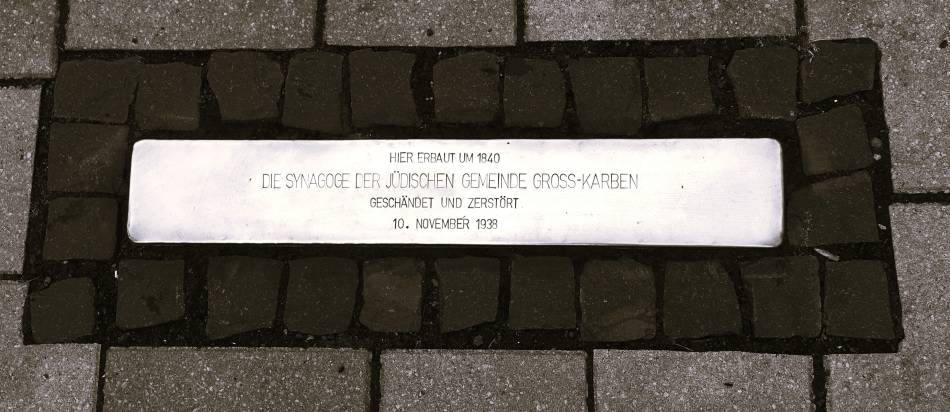 HIER ERBAUT UM 1840
DIE SYNAGOGE DER JÜDISCHEN GEMEINDE GROSS-KARBEN
GESCHÄNDET UND ZERSTÖRT
10. NOVEMBER 1938